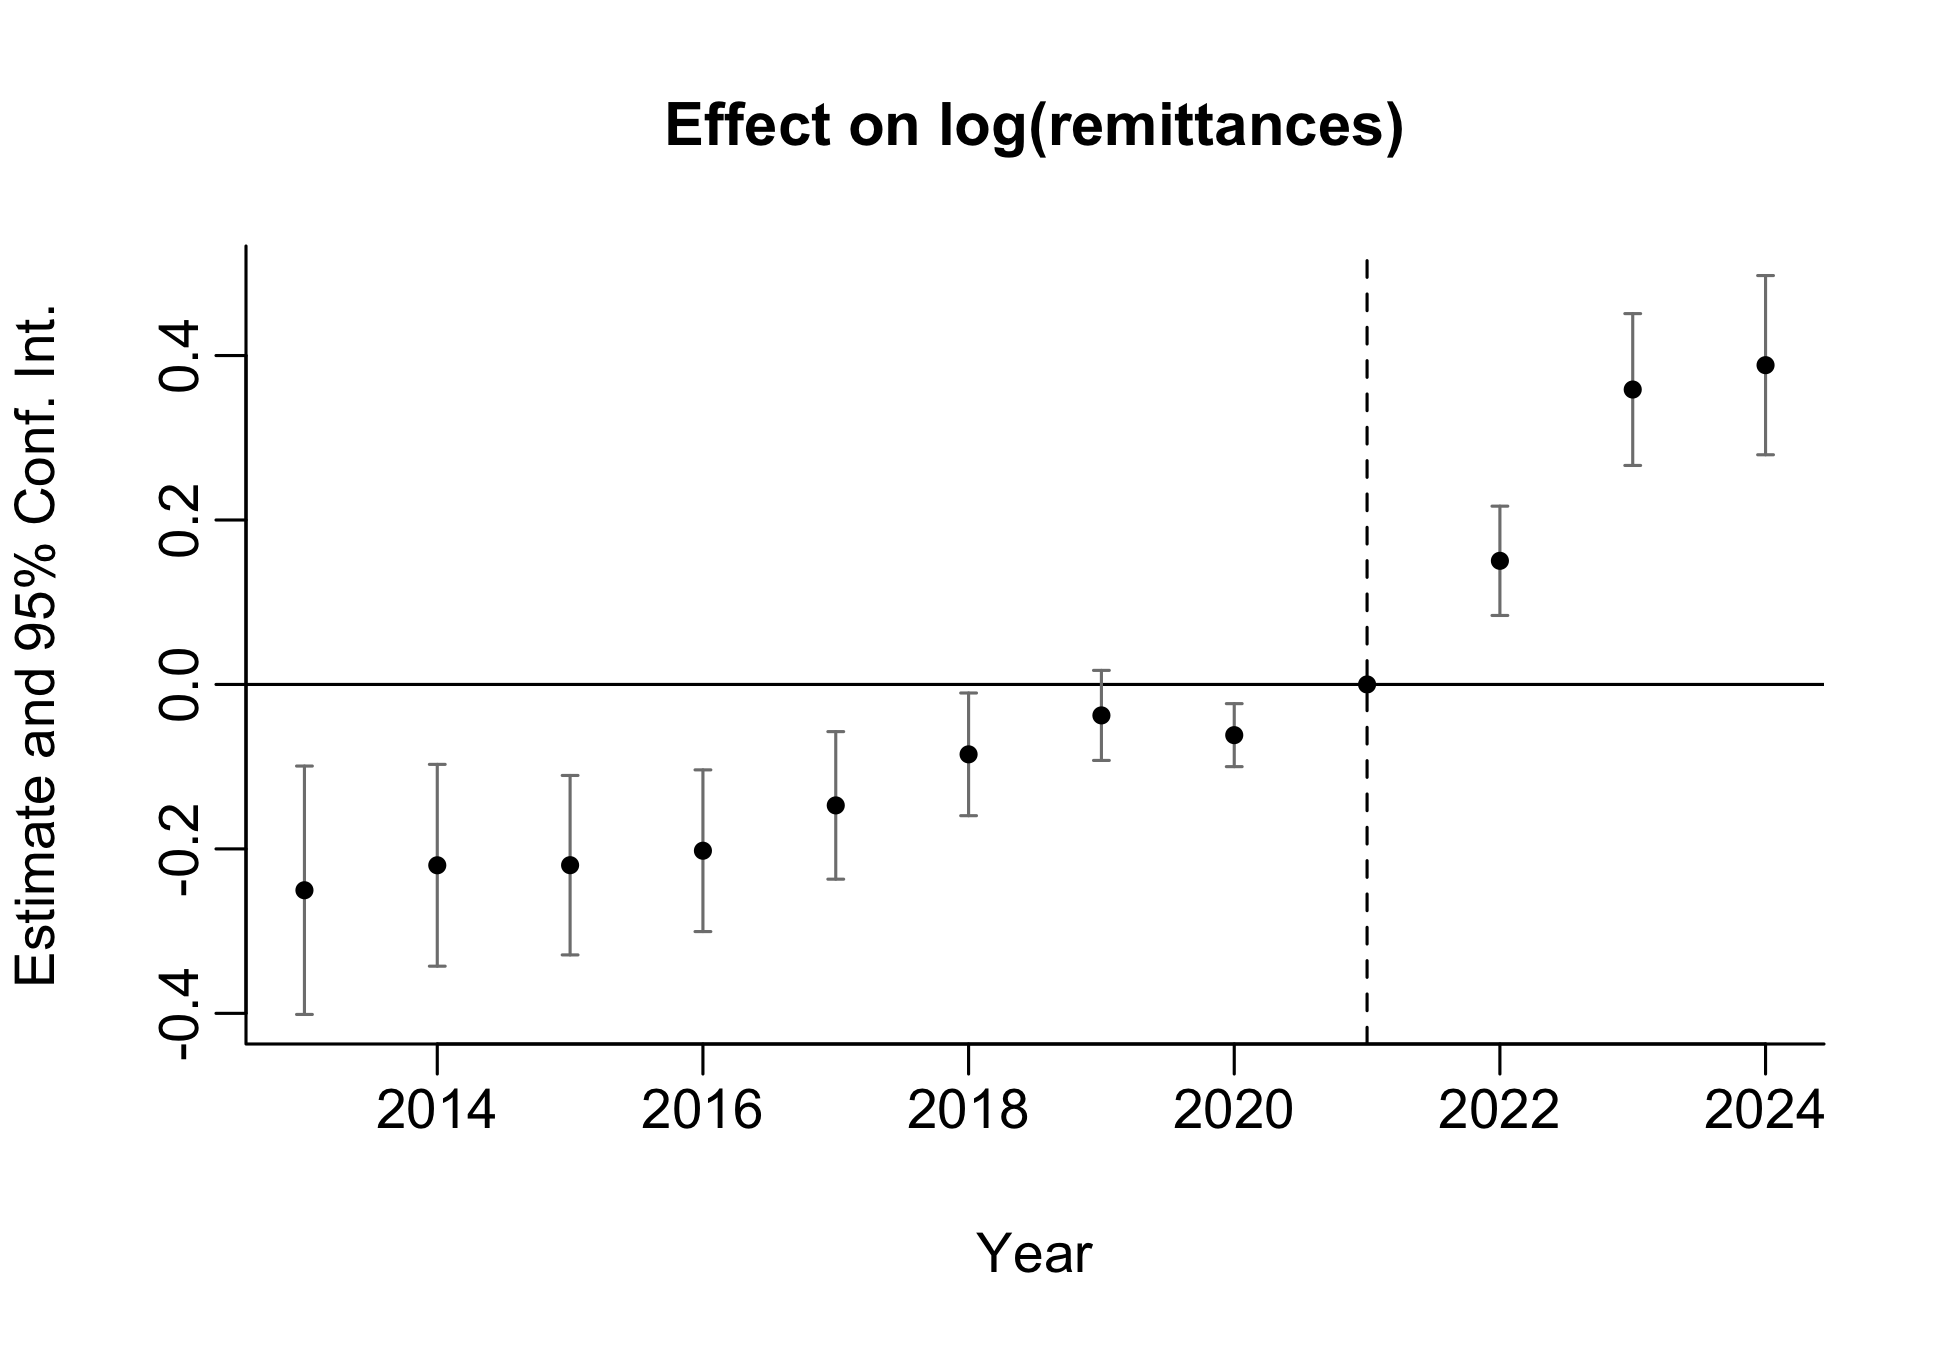 Effect on log(remittances)
Estimate and 95% Conf. Int.
0.4
0.2
0.0
-0.2
-0.4
2014 2016 2018 2020 2022 2024
Year